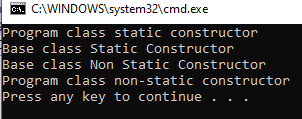 C:\WINDOWS\system32\cmd.exe
Program class static constructor
Base class Static Constructor
Base class Non Static Constructor
Program class non-static constructor
Press any key to continue . . .